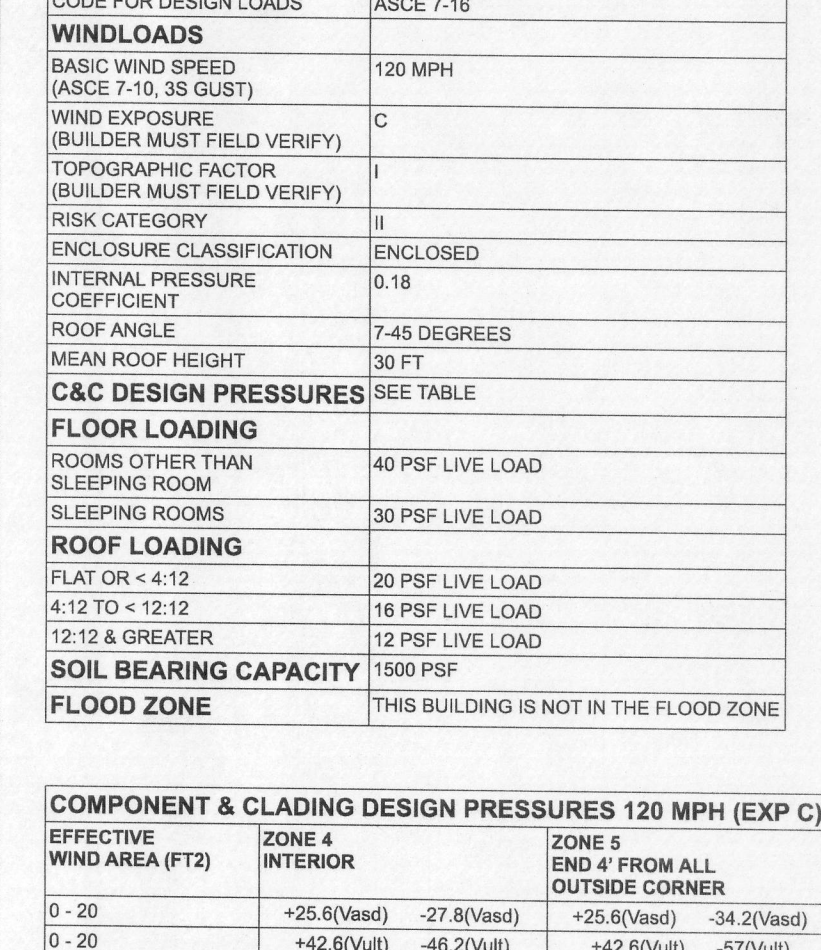 CODE FOR DESIGN LOADS ASCE 7-16
WINDLOADS
BASIC WIND SPEED 120 MPH
(ASCE 7-10, 3S GUST)
WIND EXPOSURE C
(BUILDER MUST FIELD VERIFY)
TOPOGRAPHIC FACTOR I
(BUILDER MUST FIELD VERIFY)
RISK CATEGORY II
ENCLOSURE CLASSIFICATION ENCLOSED
INTERNAL PRESSURE 0.18
COEFFICIENT
ROOF ANGLE 7-45 DEGREES
MEAN ROOF HEIGHT 30 FT
C&C DESIGN PRESSURES SEE TABLE
FLOOR LOADING
ROOMS OTHER THAN 40 PSF LIVE LOAD
SLEEPING ROOM
SLEEPING ROOMS 30 PSF LIVE LOAD
ROOF LOADING
FLAT OR < 4:12 20 PSF LIVE LOAD
4:12 TO < 12:12 16 PSF LIVE LOAD
12:12 & GREATER 12 PSF LIVE LOAD
SOIL BEARING CAPACITY 1500 PSF
FLOOD ZONE THIS BUILDING IS NOT IN THE FLOOD ZONE
COMPONENT & CLADING DESIGN PRESSURES 120 MPH (EXP C)
EFFECTIVE ZONE 4 ZONE 5
WIND AREA (FT2) INTERIOR END 4' FROM ALL
OUTSIDE CORNER
0 - 20 +25.6(Vasd) -27.8(Vasd) +25.6(Vasd) -34.2(Vasd)
0 - 20 +42.6(Vult) -46.2(Vult) +42.6(Vult) -57(Vult)